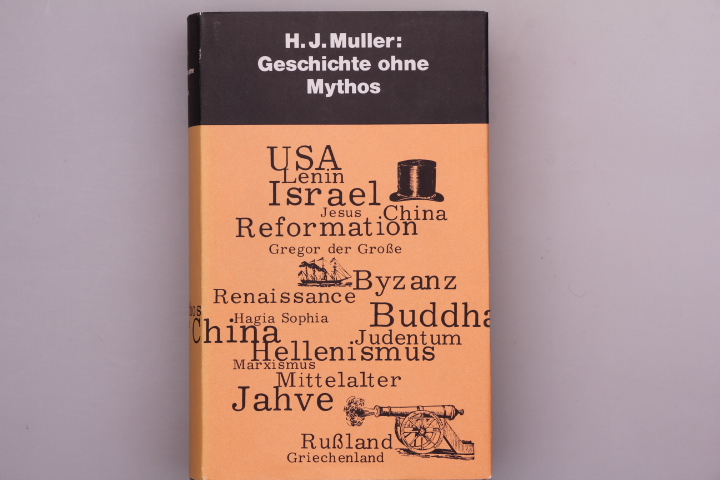 H. J. Muller:
Geschichte ohne
Mythos
USA
Lenin
Israel
Jesus China
Reformation
Gregor der Große
Byzanz
Renaissance
Hagia Sophia Buddha
China Judentum
Hellenismus
Marxismus
Mittelalter
Jahve
Rußland
Griechenland